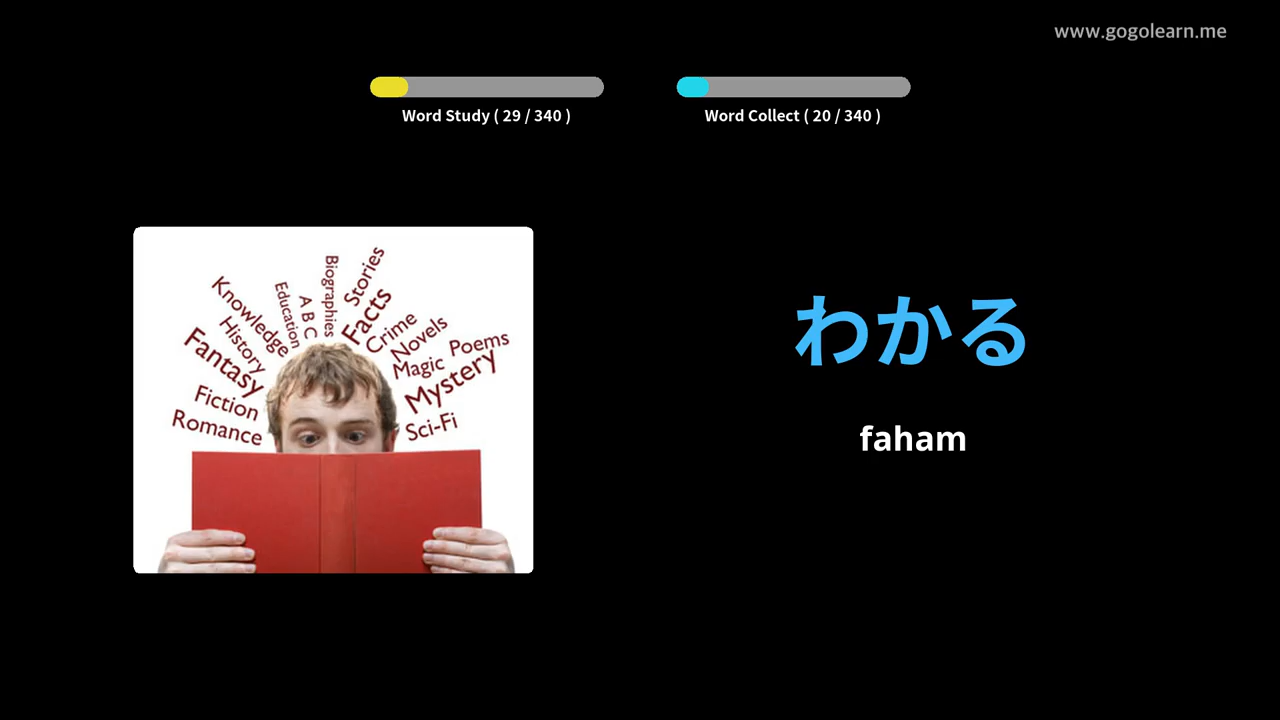 www.gogolearn.me
Word Study ( 29 / 340 )
Word Collect ( 20 / 340 )
Biographies
Stories
Knowledge
Education
A B C
Facts
History
Crime
Novels
Fantasy
Magic
Poems
Mystery
Fiction
Romance
Sci-Fi
わかる
faham